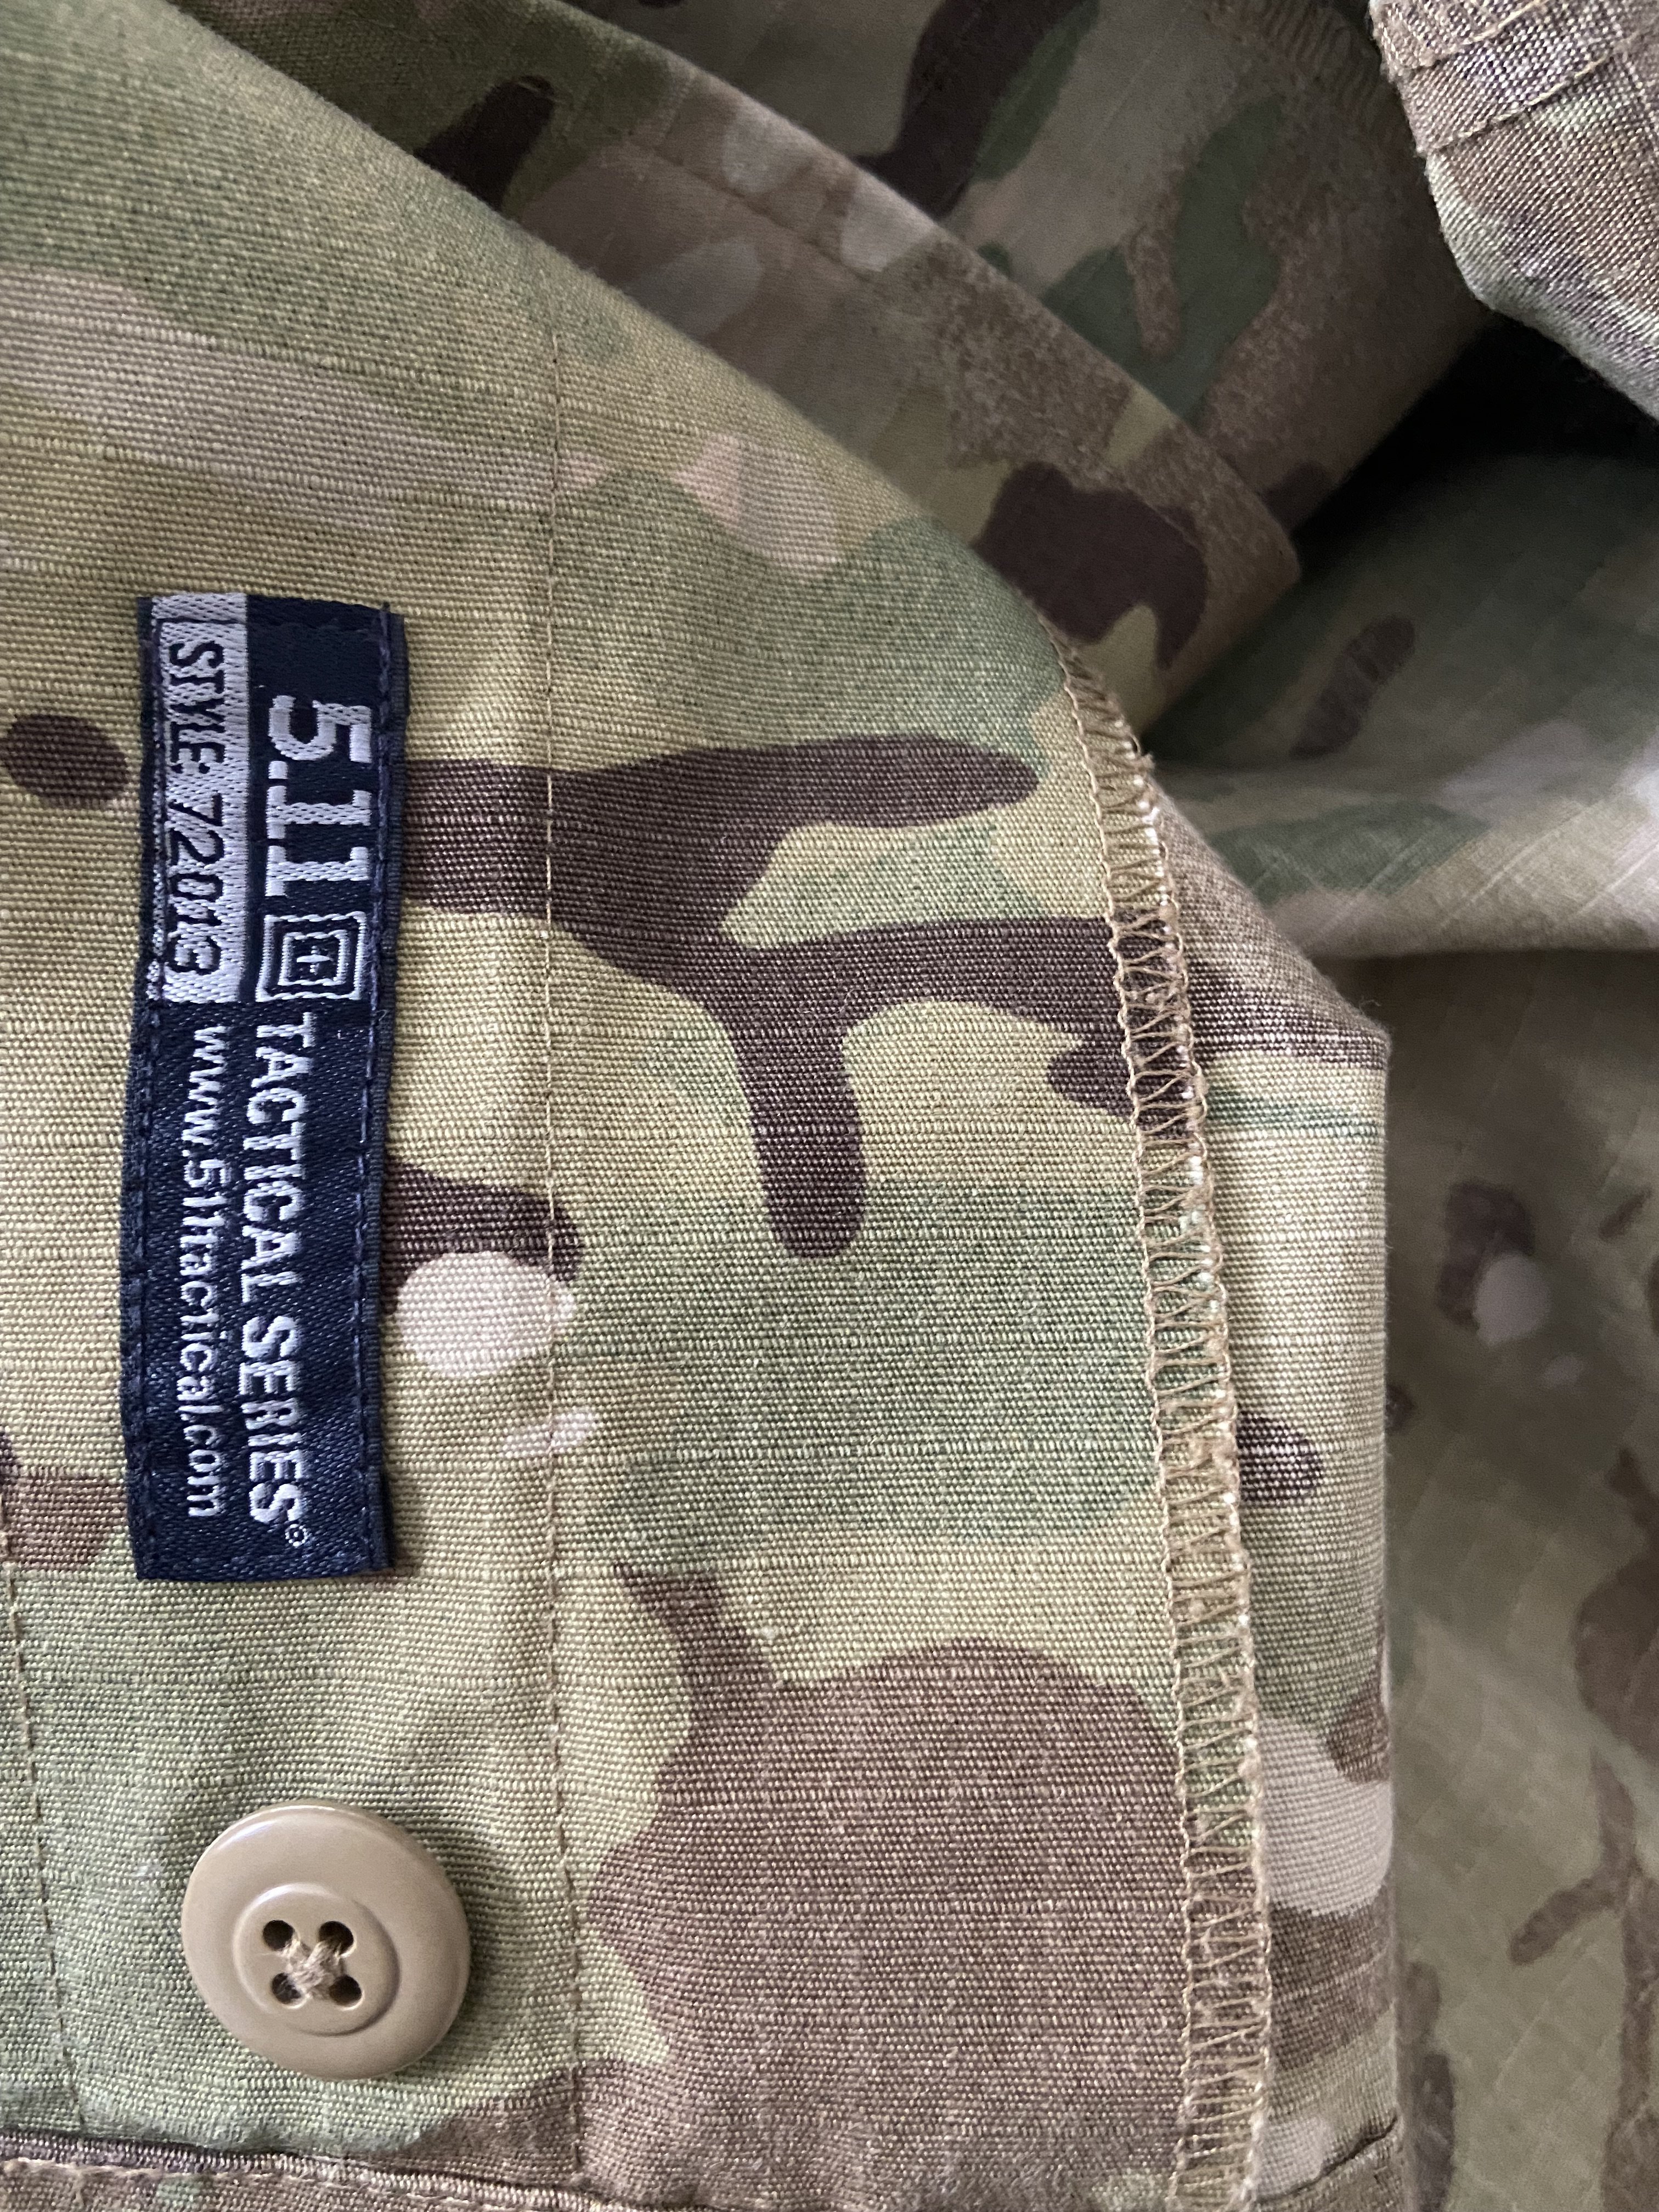 5.11 TACTICAL SERIES®
STYLE: 72013 www.511tactical.com